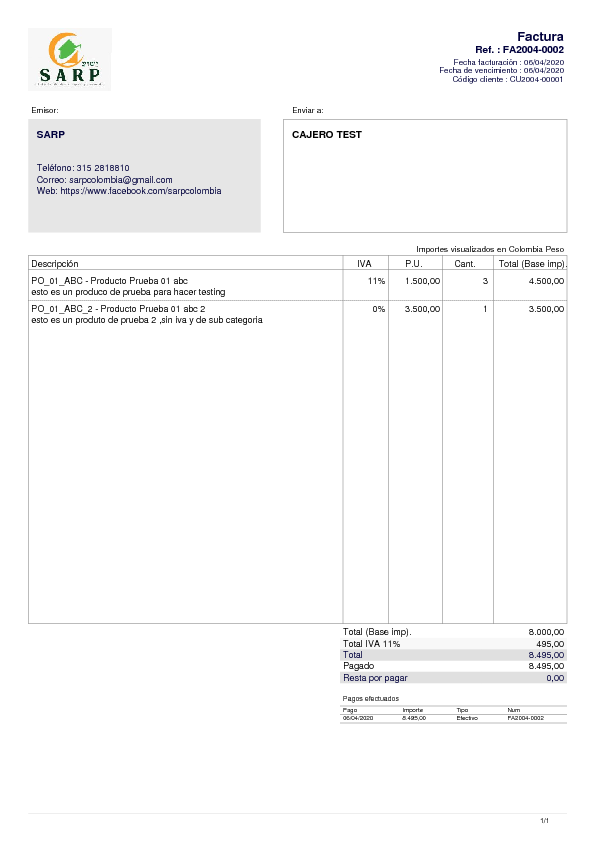 SARP
Factura
Ref. : FA2004-0002
Fecha facturación : 06/04/2020
Fecha de vencimiento : 06/04/2020
Código cliente : CU2004-00001
Emisor:
Enviar a:
SARP
Teléfono: 315 2818810
Correo: sarpcolombia@gmail.com
Web: https://www.facebook.com/sarpcolombia
CAJERO TEST
Importes visualizados en Colombia Peso
Descripción IVA P.U. Cant. Total (Base imp).
PO_01_ABC - Producto Prueba 01 abc 11% 1.500,00 3 4.500,00
esto es un produco de prueba para hacer testing
PO_01_ABC_2 - Producto Prueba 01 abc 2 0% 3.500,00 1 3.500,00
esto es un produto de prueba 2 ,sin iva y de sub categoria
Total (Base imp). 8.000,00
Total IVA 11% 495,00
Total 8.495,00
Pagado 8.495,00
Resta por pagar 0,00
Pagos efectuados
Pago Importe Tipo Num
06/04/2020 8.495,00 Efectivo FA2004-0002
1/1